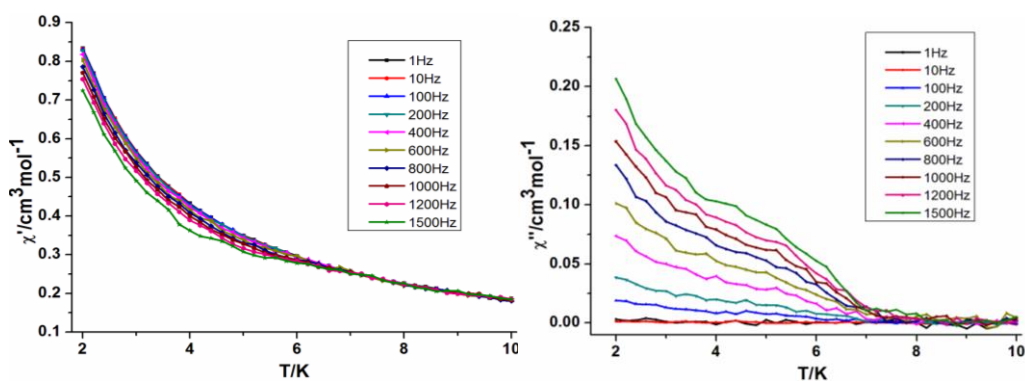 0.9
0.8
0.7
0.6
0.5
0.4
0.3
0.2
0.1
χ'/cm³mol-1
2 4 6 8 10
T/K
1Hz
10Hz
100Hz
200Hz
400Hz
600Hz
800Hz
1000Hz
1200Hz
1500Hz
0.25
0.20
0.15
0.10
0.05
0.00
χ"/cm³mol-1
2 4 6 8 10
T/K
1Hz
10Hz
100Hz
200Hz
400Hz
600Hz
800Hz
1000Hz
1200Hz
1500Hz